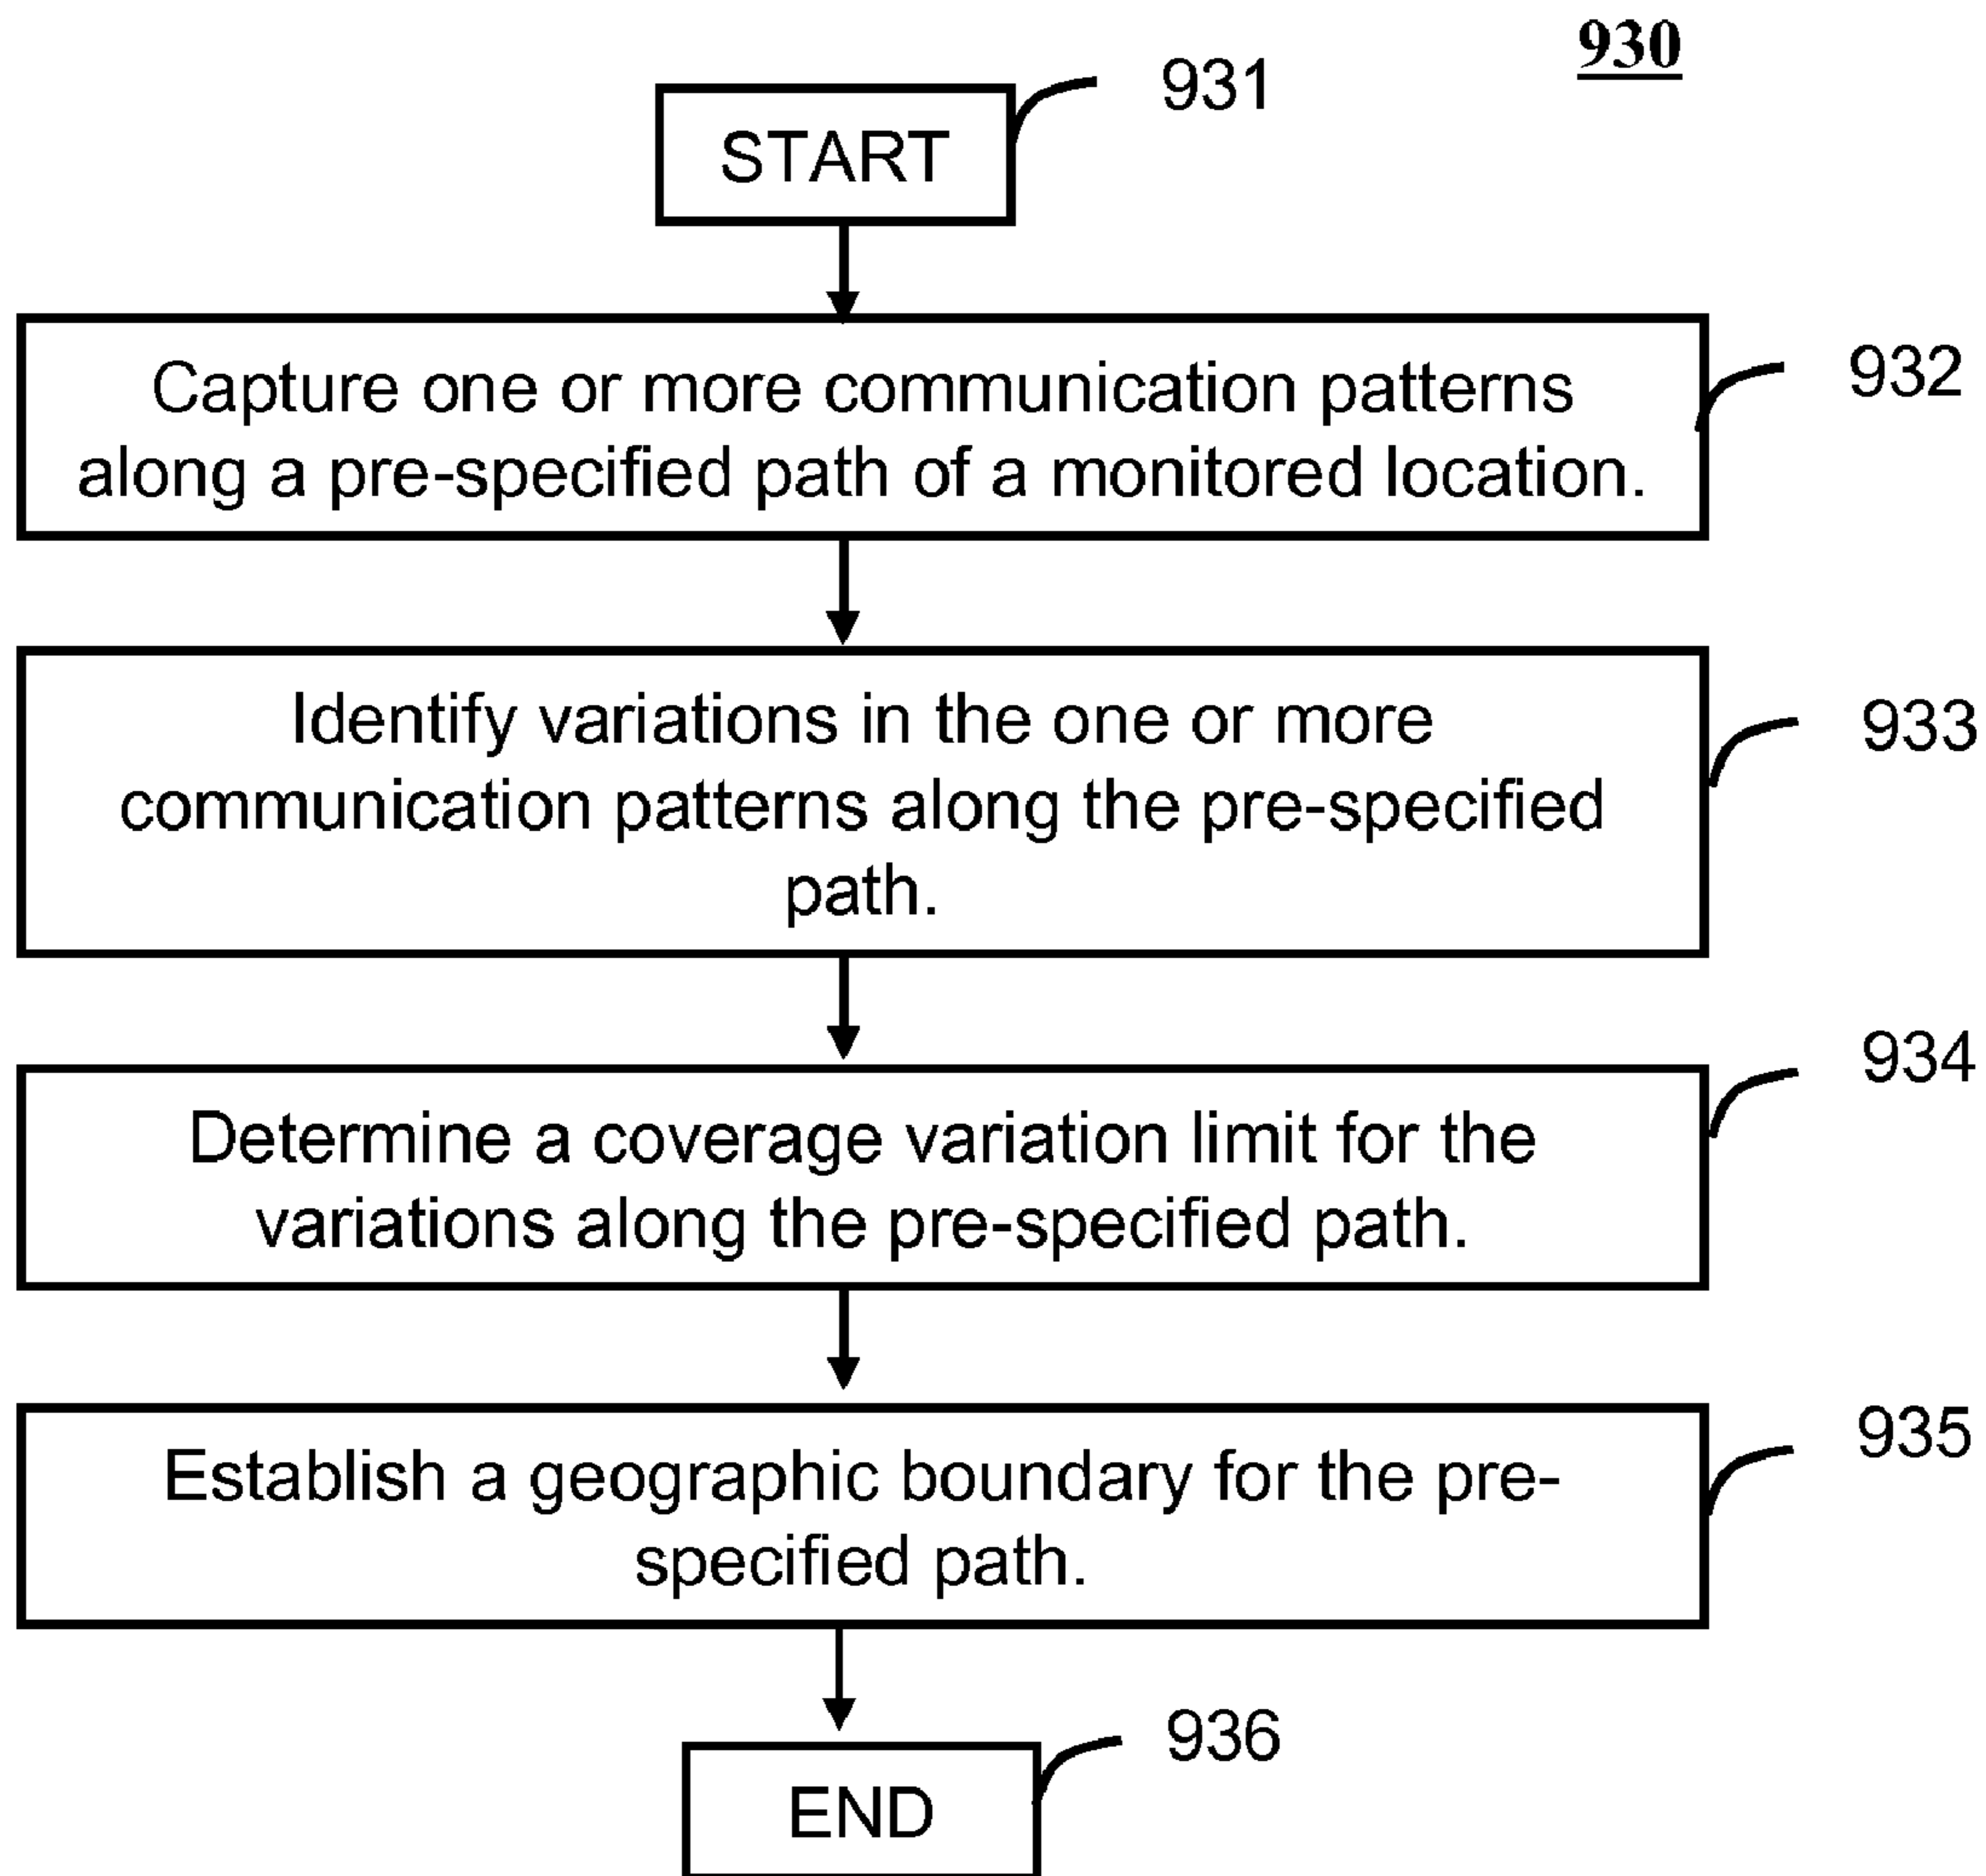 930
931
START
932
Capture one or more communication patterns
along a pre-specified path of a monitored location.
933
Identify variations in the one or more
communication patterns along the pre-specified
path.
934
Determine a coverage variation limit for the
variations along the pre-specified path.
935
Establish a geographic boundary for the pre-
specified path.
936
END